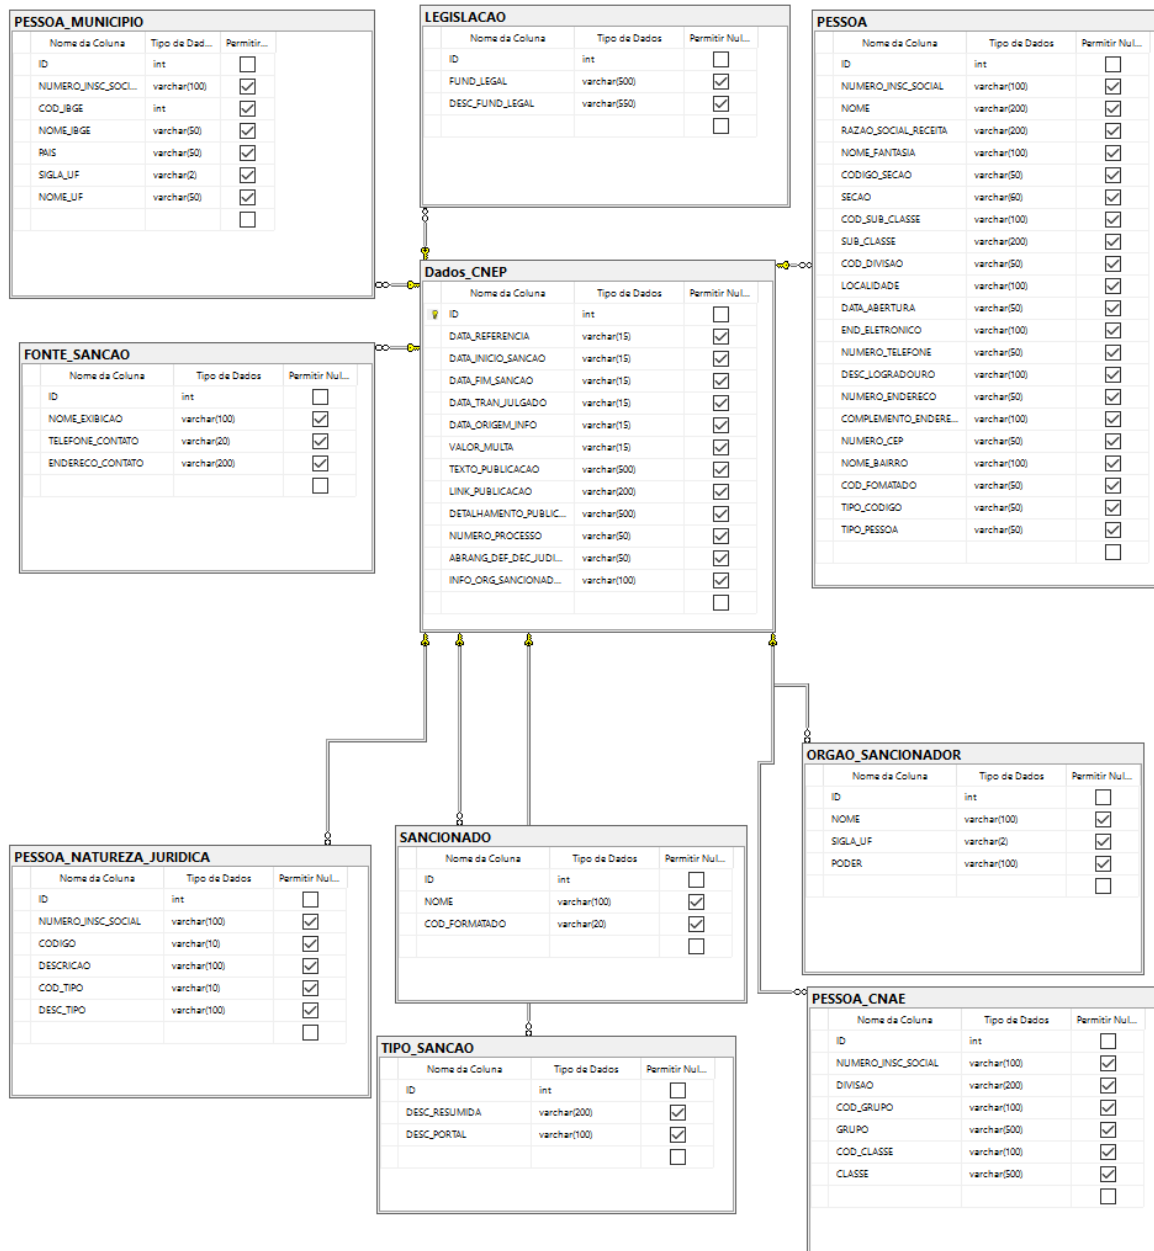 PESSOA_MUNICIPIO
Nome da Coluna Tipo de Dad... Permitir...
ID int
NUMERO_INSC_SOCI... varchar(100)
COD_IBGE int
NOME_IBGE varchar(50)
PAIS varchar(50)
SIGLA_UF varchar(2)
NOME_UF varchar(50)
LEGISLACAO
Nome da Coluna Tipo de Dados Permitir Nul...
ID int
FUND_LEGAL varchar(500)
DESC_FUND_LEGAL varchar(550)
PESSOA
Nome da Coluna Tipo de Dados Permitir Nul...
ID int
NUMERO_INSC_SOCIAL varchar(100)
NOME varchar(200)
RAZAO_SOCIAL_RECEITA varchar(200)
NOME_FANTASIA varchar(100)
CODIGO_SECAO varchar(50)
SECAO varchar(60)
COD_SUB_CLASSE varchar(100)
SUB_CLASSE varchar(200)
COD_DIVISAO varchar(50)
LOCALIDADE varchar(100)
DATA_ABERTURA varchar(50)
END_ELETRONICO varchar(100)
NUMERO_TELEFONE varchar(50)
DESC_LOGRADOURO varchar(100)
NUMERO_ENDERECO varchar(50)
COMPLEMENTO_ENDERE... varchar(100)
NUMERO_CEP varchar(50)
NOME_BAIRRO varchar(100)
COD_FOMATADO varchar(50)
TIPO_CODIGO varchar(50)
TIPO_PESSOA varchar(50)
Dados_CNEP
Nome da Coluna Tipo de Dados Permitir Nul...
ID int
DATA_REFERENCIA varchar(15)
DATA_INICIO_SANCAO varchar(15)
DATA_FIM_SANCAO varchar(15)
DATA_TRAN_JULGADO varchar(15)
DATA_ORIGEM_INFO varchar(15)
VALOR_MULTA varchar(15)
TEXTO_PUBLICACAO varchar(500)
LINK_PUBLICACAO varchar(200)
DETALHAMENTO_PUBLIC... varchar(500)
NUMERO_PROCESSO varchar(50)
ABRANG_DEF_DEC_JUDI... varchar(50)
INFO_ORG_SANCIONAD... varchar(100)
FONTE_SANCAO
Nome da Coluna Tipo de Dados Permitir Nul...
ID int
NOME_EXIBICAO varchar(100)
TELEFONE_CONTATO varchar(20)
ENDERECO_CONTATO varchar(200)
ORGAO_SANCIONADOR
Nome da Coluna Tipo de Dados Permitir Nul...
ID int
NOME varchar(100)
SIGLA_UF varchar(2)
PODER varchar(100)
PESSOA_NATUREZA_JURIDICA
Nome da Coluna Tipo de Dados Permitir Nul...
ID int
NUMERO_INSC_SOCIAL varchar(100)
CODIGO varchar(10)
DESCRICAO varchar(100)
COD_TIPO varchar(10)
DESC_TIPO varchar(100)
SANCIONADO
Nome da Coluna Tipo de Dados Permitir Nul...
ID int
NOME varchar(100)
COD_FORMATADO varchar(20)
TIPO_SANCAO
Nome da Coluna Tipo de Dados Permitir Nul...
ID int
DESC_RESUMIDA varchar(200)
DESC_PORTAL varchar(100)
PESSOA_CNAE
Nome da Coluna Tipo de Dados Permitir Nul...
ID int
NUMERO_INSC_SOCIAL varchar(100)
DIVISAO varchar(200)
COD_GRUPO varchar(100)
GRUPO varchar(500)
COD_CLASSE varchar(100)
CLASSE varchar(500)